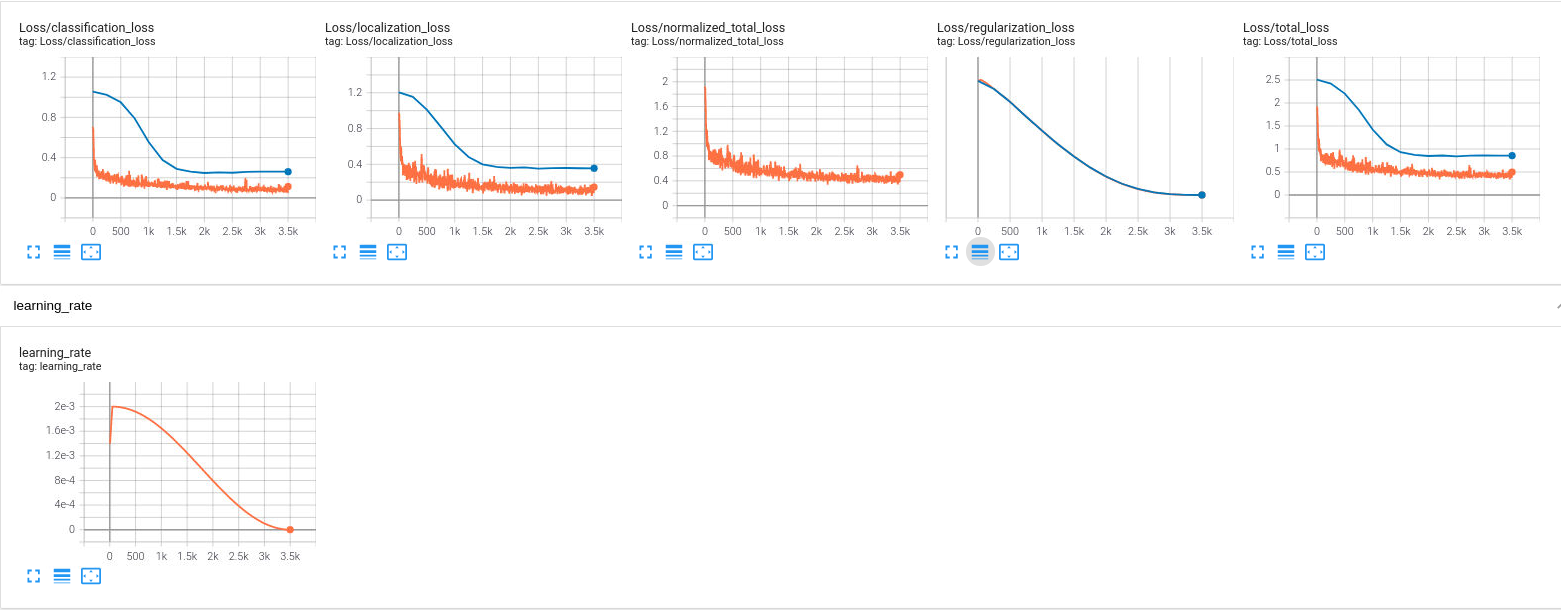 Loss/classification_loss
tag: Loss/classification_loss
1.2
0.8
0.4
0
0 500 1k 1.5k 2k 2.5k 3k 3.5k
Loss/localization_loss
tag: Loss/localization_loss
1.2
0.8
0.4
0
0 500 1k 1.5k 2k 2.5k 3k 3.5k
Loss/normalized_total_loss
tag: Loss/normalized_total_loss
2
1.6
1.2
0.8
0.4
0
0 500 1k 1.5k 2k 2.5k 3k 3.5k
Loss/regularization_loss
tag: Loss/regularization_loss
0 500 1k 1.5k 2k 2.5k 3k 3.5k
Loss/total_loss
tag: Loss/total_loss
2.5
2
1.5
1
0.5
0
0 500 1k 1.5k 2k 2.5k 3k 3.5k
learning_rate
learning_rate
tag: learning_rate
2e-3
1.6e-3
1.2e-3
8e-4
4e-4
0
0 500 1k 1.5k 2k 2.5k 3k 3.5k